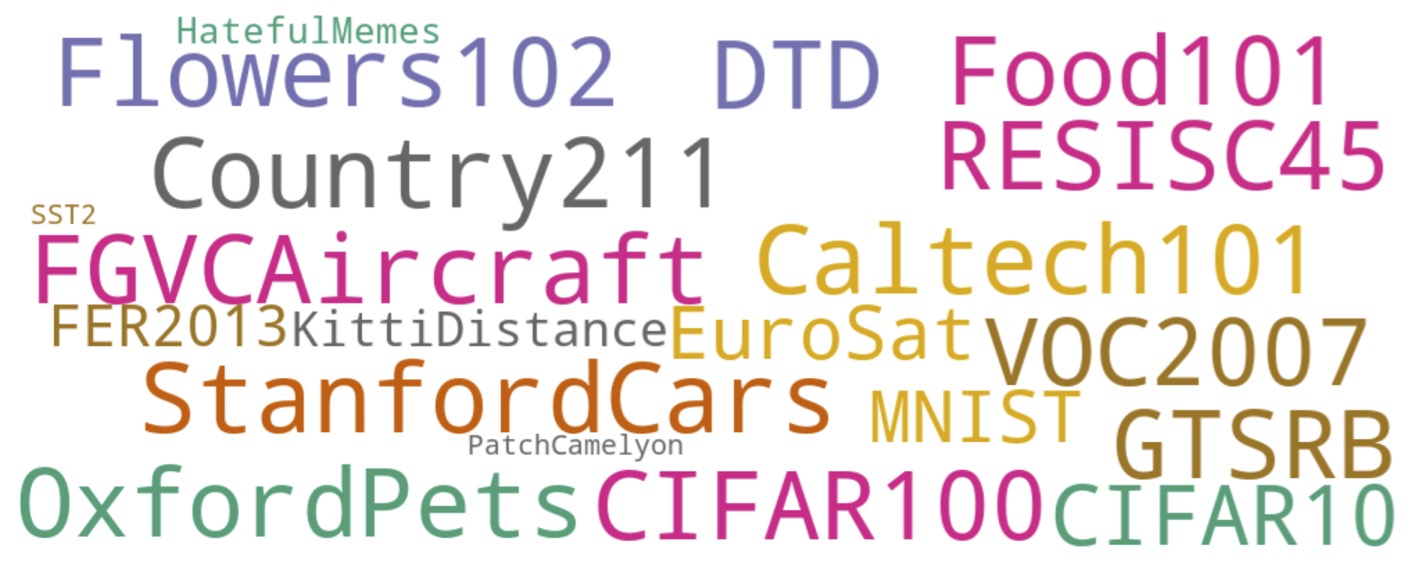 HatefulMemes
Flowers102 DTD Food101
Country211 RESISC45
SST2
FGVCAircraft Caltech101
FER2013 KittiDistance EuroSat VOC2007
StanfordCars MNIST GTSRB
PatchCamelyon
OxfordPets CIFAR100 CIFAR10